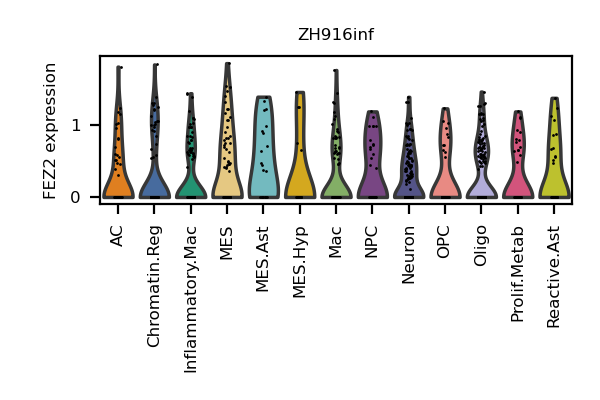 ZH916inf
FEZ2 expression
1
0
AC
Chromatin.Reg
Inflammatory.Mac
MES
MES.Ast
MES.Hyp
Mac
NPC
Neuron
OPC
Oligo
Prolif.Metab
Reactive.Ast